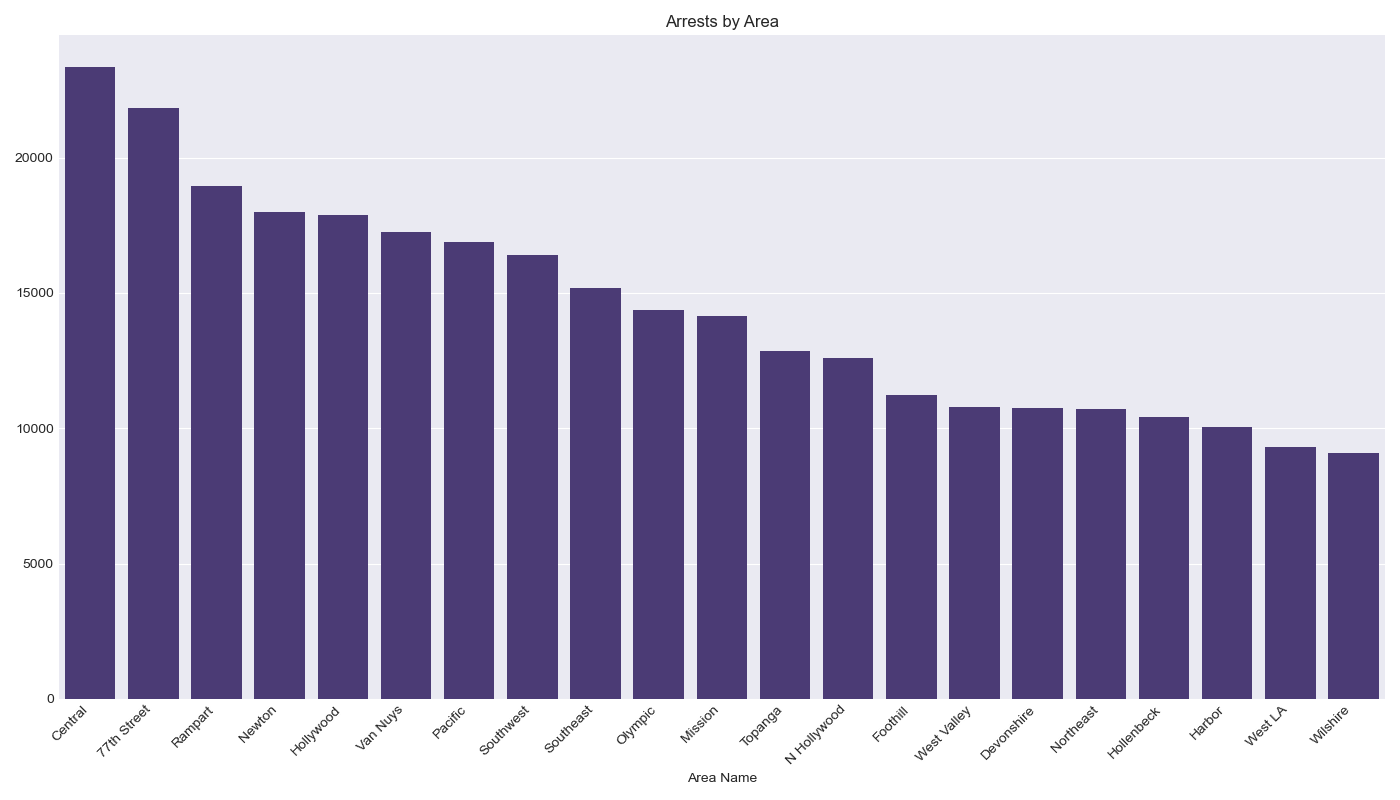 Arrests by Area
20000
15000
10000
5000
0
Central
77th Street
Rampart
Newton
Hollywood
Van Nuys
Pacific
Southwest
Southeast
Olympic
Mission
Topanga
N Hollywood
Foothill
West Valley
Devonshire
Northeast
Hollenbeck
Harbor
West LA
Wilshire
Area Name